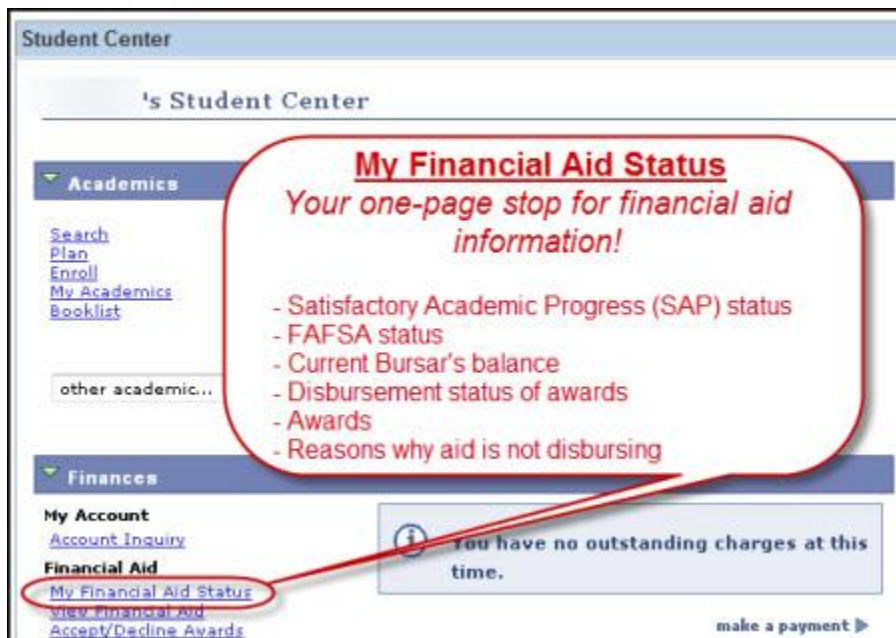 Student Center
's Student Center
Academics
Search
Plan
Enroll
My Academics
Booklist
other academic...
My Financial Aid Status
Your one-page stop for financial aid
information!
- Satisfactory Academic Progress (SAP) status
- FAFSA status
- Current Bursar's balance
- Disbursement status of awards
- Awards
- Reasons why aid is not disbursing
Finances
My Account
Account Inquiry
Financial Aid
My Financial Aid Status
View Financial Aid
Accept/Decline Awards
You have no outstanding charges at this
time.
make a payment